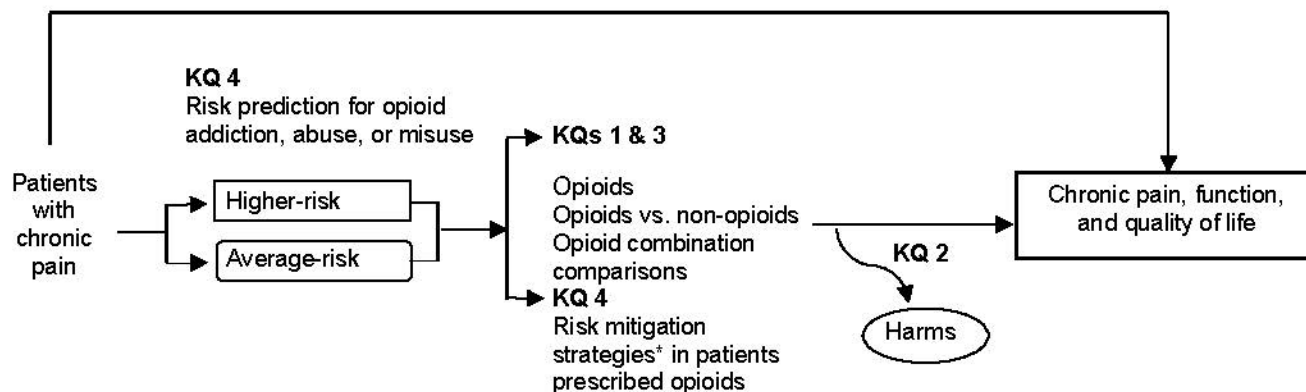 KQ 4
Risk prediction for opioid
addiction, abuse, or misuse
Patients
with
chronic
pain
Higher-risk
Average-risk
KQs 1 & 3
Opioids
Opioids vs. non-opioids
Opioid combination
comparisons
KQ 4
Risk mitigation
strategies* in patients
prescribed opioids
KQ 2
Harms
Chronic pain, function,
and quality of life